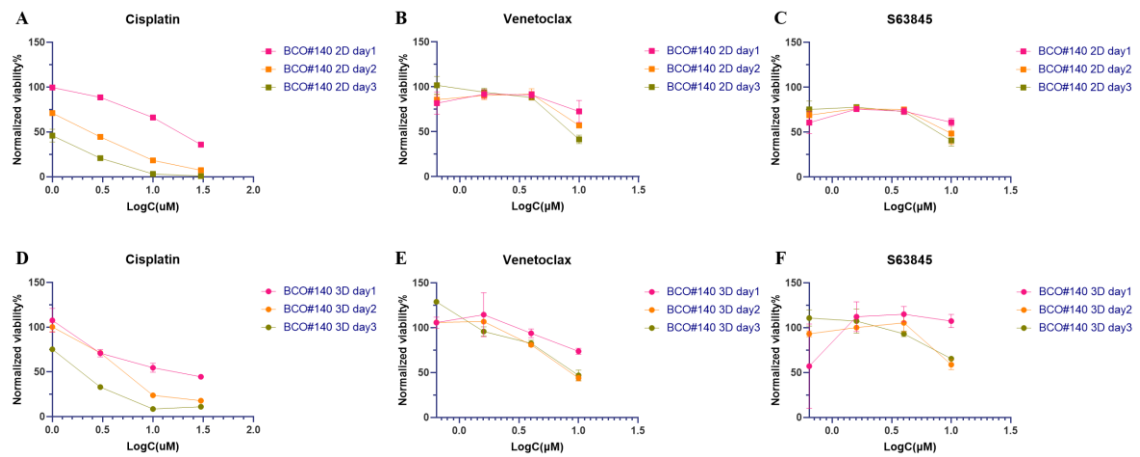 A
Cisplatin
Normalized viability%
150
100
50
0
0.0
0.5
1.0
1.5
2.0
LogC(uM)
BCO#140 2D day1
BCO#140 2D day2
BCO#140 2D day3
B
Venetoclax
Normalized viability%
150
100
50
0
0.0
0.5
1.0
1.5
LogC(µM)
BCO#140 2D day1
BCO#140 2D day2
BCO#140 2D day3
C
S63845
Normalized viability%
150
100
50
0
0.0
0.5
1.0
1.5
LogC(µM)
BCO#140 2D day1
BCO#140 2D day2
BCO#140 2D day3
D
Cisplatin
Normalized viability%
150
100
50
0
0.0
0.5
1.0
1.5
2.0
LogC(uM)
BCO#140 3D day1
BCO#140 3D day2
BCO#140 3D day3
E
Venetoclax
Normalized viability%
150
100
50
0
0.0
0.5
1.0
1.5
LogC(µM)
BCO#140 3D day1
BCO#140 3D day2
BCO#140 3D day3
F
S63845
Normalized viability%
150
100
50
0
0.0
0.5
1.0
1.5
LogC(µM)
BCO#140 3D day1
BCO#140 3D day2
BCO#140 3D day3